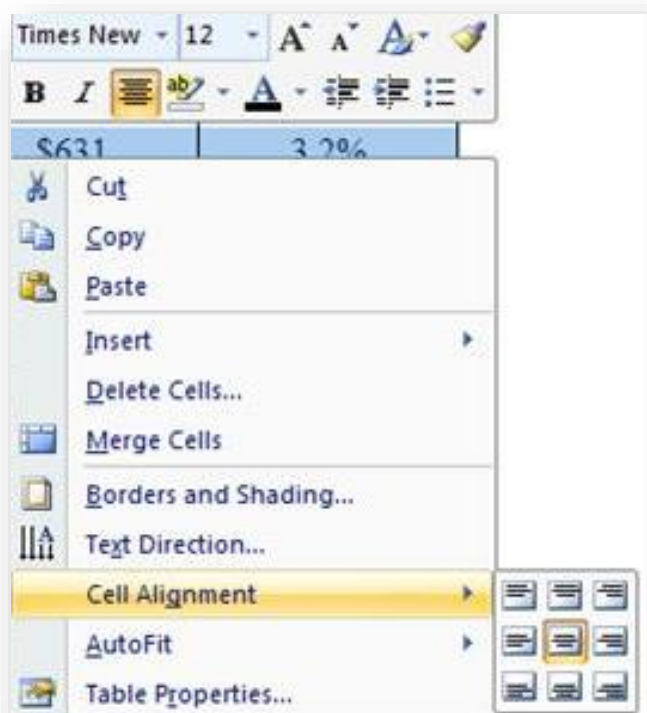 Times New 12 A A A
B I ab A
$631 3.2%
Cut
Copy
Paste
Insert
Delete Cells...
Merge Cells
Borders and Shading...
Text Direction...
Cell Alignment
AutoFit
Table Properties...